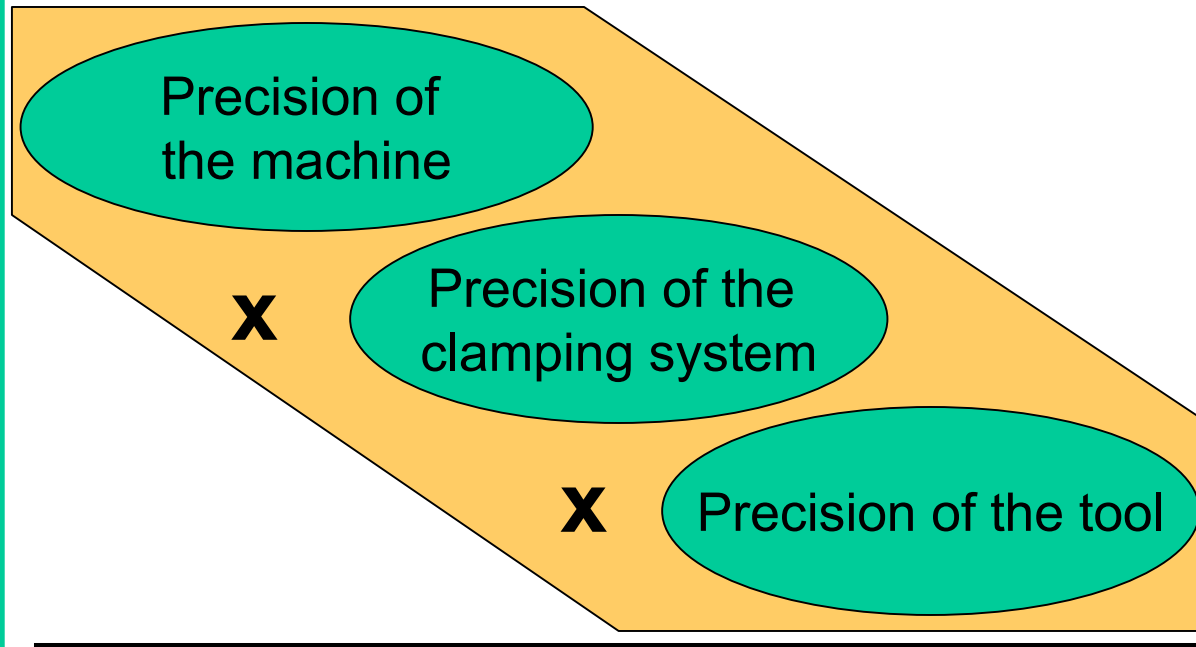 Precision of
the machine
x
Precision of the
clamping system
x
Precision of the tool